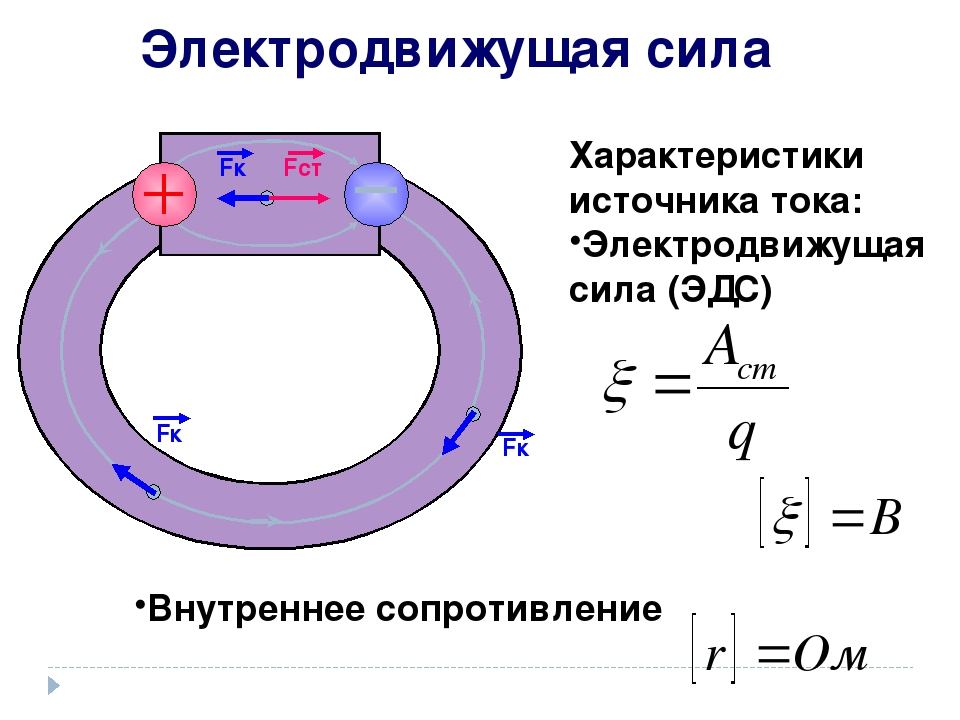 Электродвижущая сила
Fк Fст
Характеристики
источника тока:
•Электродвижущая
сила (ЭДС)
ξ = Aст / q
Fк
Fк
[ξ] = В
•Внутреннее сопротивление
[r] = Ом